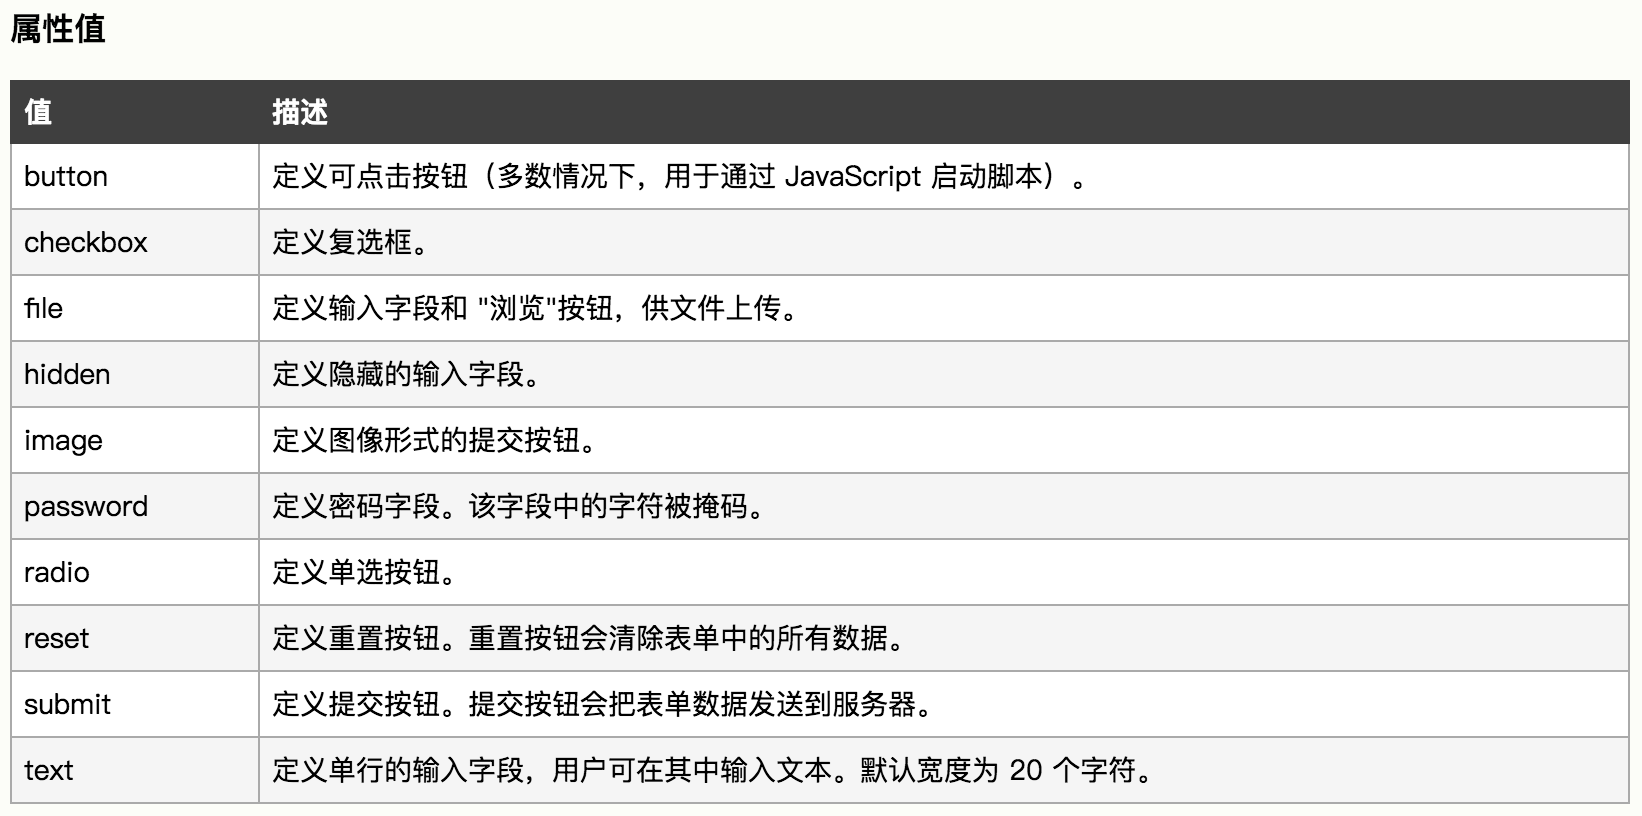 属性值
值 描述
button 定义可点击按钮（多数情况下，用于通过 JavaScript 启动脚本）。
checkbox 定义复选框。
file 定义输入字段和 "浏览"按钮，供文件上传。
hidden 定义隐藏的输入字段。
image 定义图像形式的提交按钮。
password 定义密码字段。该字段中的字符被掩码。
radio 定义单选按钮。
reset 定义重置按钮。重置按钮会清除表单中的所有数据。
submit 定义提交按钮。提交按钮会把表单数据发送到服务器。
text 定义单行的输入字段，用户可在其中输入文本。默认宽度为 20 个字符。